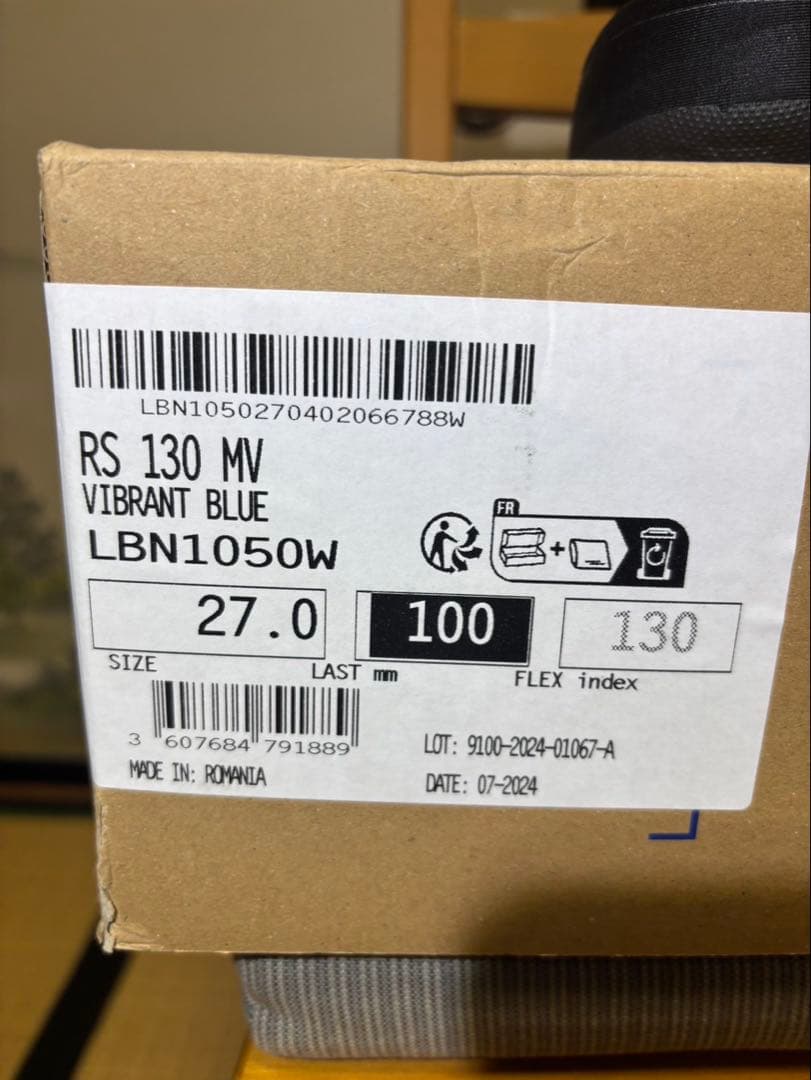 LBN1050270402066788W
RS 130 MV
VIBRANT BLUE
LBN1050W
FR
27.0
100
130
SIZE
LAST mm
FLEX index
3 607684 791889
LOT: 9100-2024-01067-A
MADE IN: ROMANIA
DATE: 07-2024